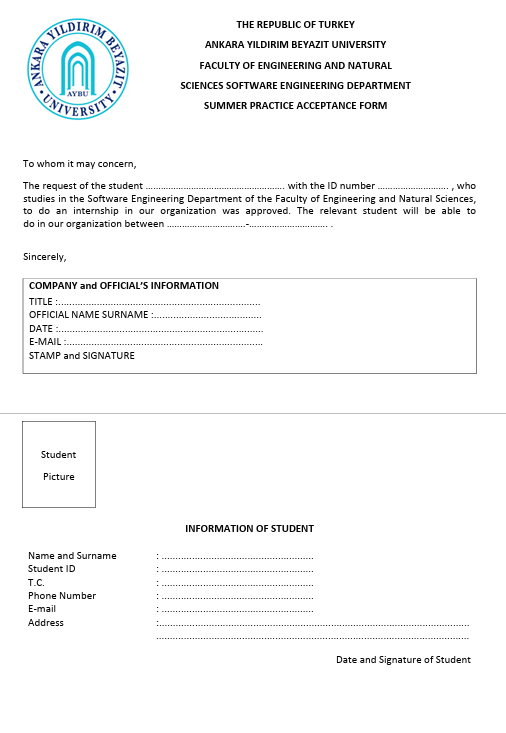 ANKARA YILDIRIM BEYAZIT
AYBU
UNIVERSITY
THE REPUBLIC OF TURKEY
ANKARA YILDIRIM BEYAZIT UNIVERSITY
FACULTY OF ENGINEERING AND NATURAL
SCIENCES SOFTWARE ENGINEERING DEPARTMENT
SUMMER PRACTICE ACCEPTANCE FORM
To whom it may concern,
The request of the student ……………………………………………… with the ID number ………………………. , who
studies in the Software Engineering Department of the Faculty of Engineering and Natural Sciences,
to do an internship in our organization was approved. The relevant student will be able to
do in our organization between …………………………-………………………… .
Sincerely,
COMPANY and OFFICIAL’S INFORMATION
TITLE :..........................................................................
OFFICIAL NAME SURNAME :.......................................
DATE :..........................................................................
E-MAIL :.......................................................................
STAMP and SIGNATURE
Student
Picture
INFORMATION OF STUDENT
Name and Surname : .......................................................
Student ID : .......................................................
T.C. : .......................................................
Phone Number : .......................................................
E-mail : .......................................................
Address :...............................................................................................................
................................................................................................................
Date and Signature of Student